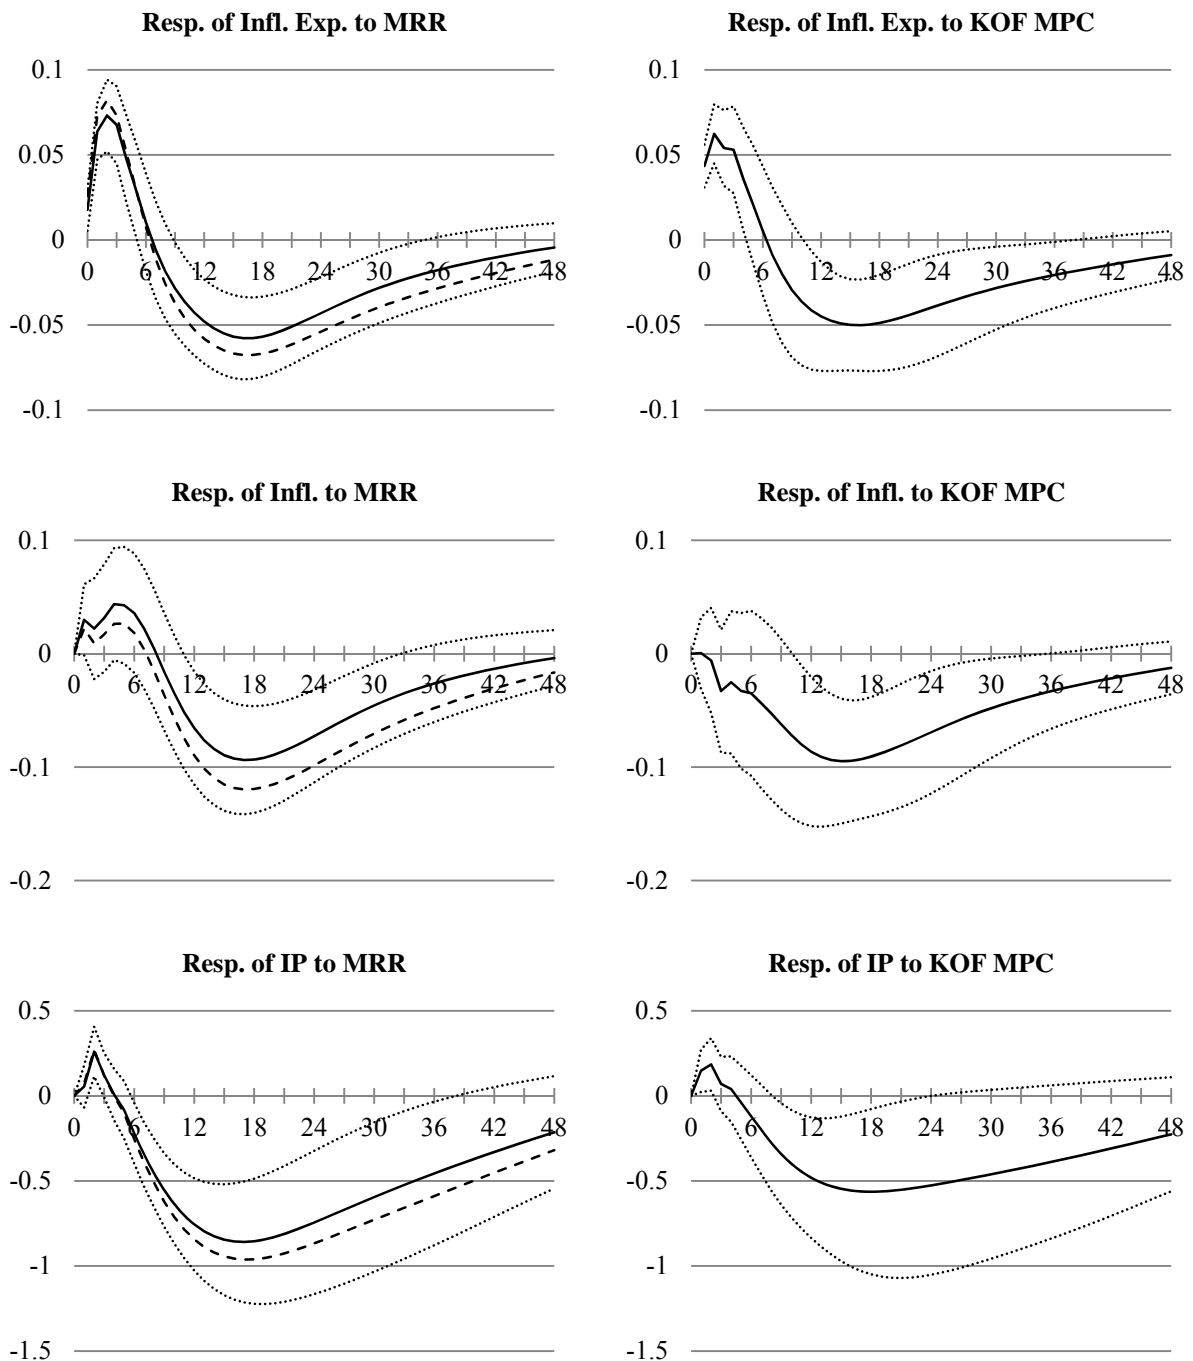 Resp. of Infl. Exp. to MRR
0.1
0.05
0
-0.05
-0.1
0 6 12 18 24 30 36 42 48
Resp. of Infl. Exp. to KOF MPC
0.1
0.05
0
-0.05
-0.1
0 6 12 18 24 30 36 42 48
Resp. of Infl. to MRR
0.1
0
-0.1
-0.2
0 6 12 18 24 30 36 42 48
Resp. of Infl. to KOF MPC
0.1
0
-0.1
-0.2
0 6 12 18 24 30 36 42 48
Resp. of IP to MRR
0.5
0
-0.5
-1
-1.5
0 6 12 18 24 30 36 42 48
Resp. of IP to KOF MPC
0.5
0
-0.5
-1
-1.5
0 6 12 18 24 30 36 42 48